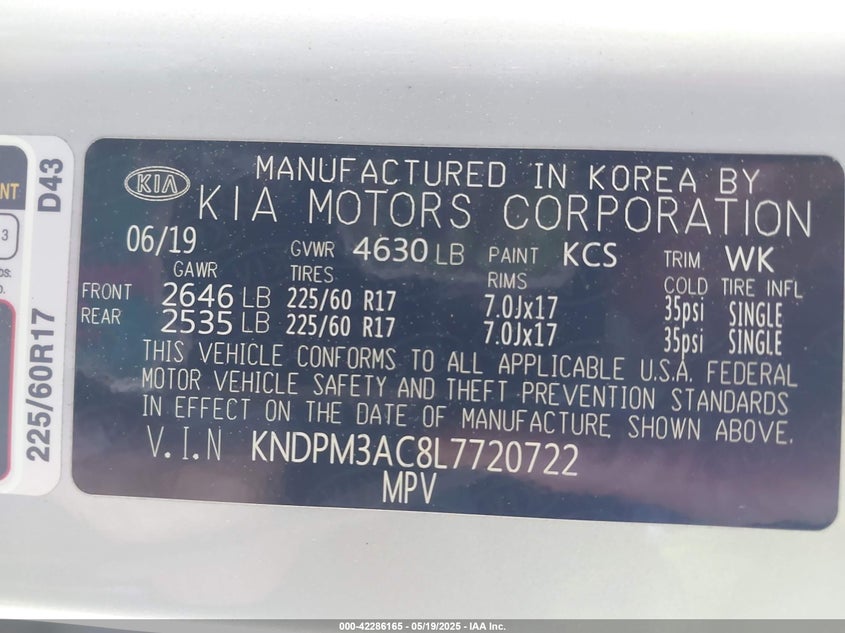 NT
3
D43
225/60R17
KIA
MANUFACTURED IN KOREA BY
KIA MOTORS CORPORATION
06/19 GVWR 4630 LB PAINT KCS TRIM WK
GAWR TIRES RIMS COLD TIRE INFL
FRONT 2646 LB 225/60 R17 7.0Jx17 35psi SINGLE
REAR 2535 LB 225/60 R17 7.0Jx17 35psi SINGLE
THIS VEHICLE CONFORMS TO ALL APPLICABLE U.S.A. FEDERAL
MOTOR VEHICLE SAFETY AND THEFT PREVENTION STANDARDS
IN EFFECT ON THE DATE OF MANUFACTURE, SHOWN ABOVE.
V.I.N KNDPM3AC8L7720722
MPV
000-42286165 - 05/19/2025 - IAA Inc.